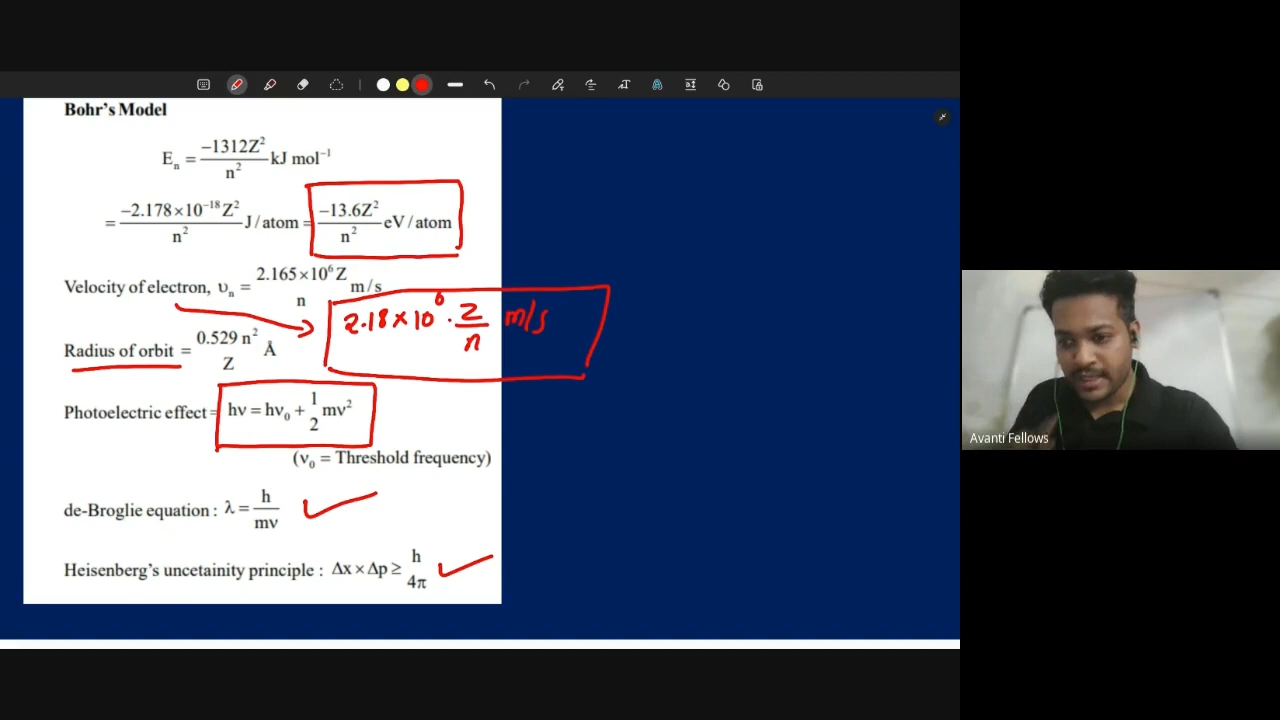 Bohr's Model
Eₙ = −1312Z² / n² kJ mol⁻¹
= −2.178×10⁻¹⁸ Z² / n² J/atom = −13.6Z² / n² eV/atom
Velocity of electron, υₙ = 2.165×10⁶ Z / n m/s
2.18×10⁶ · Z / n m/s
Radius of orbit = 0.529 n² / Z Å
Photoelectric effect = hν = hν₀ + 1/2 mν²
(ν₀ = Threshold frequency)
de-Broglie equation : λ = h / mν
Heisenberg's uncetainity principle : Δx × Δp ≥ h / 4π
Avanti Fellows